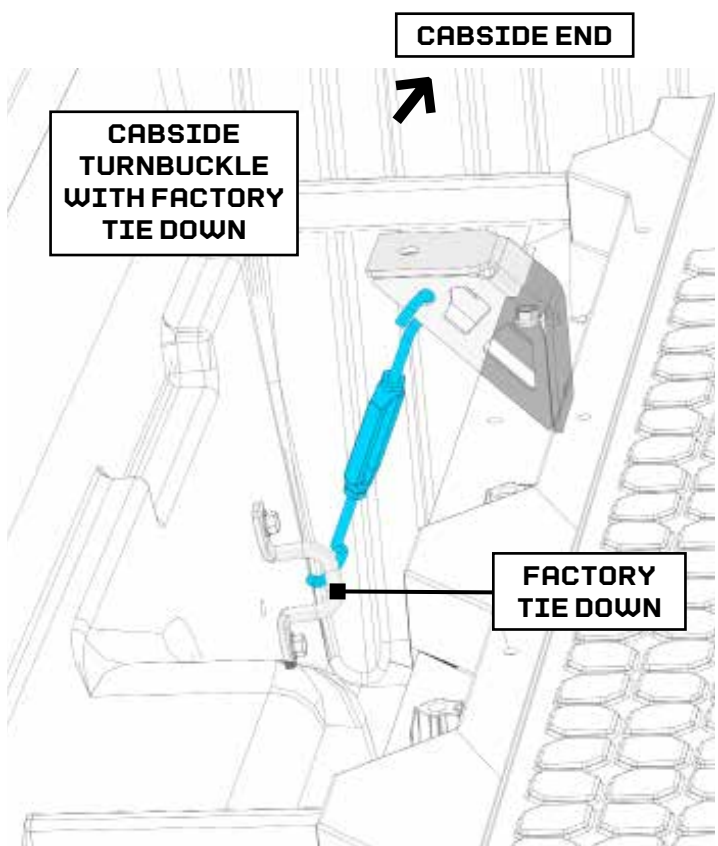 CABSIDE END
CABSIDE
TURNBUCKLE
WITH FACTORY
TIE DOWN
FACTORY
TIE DOWN